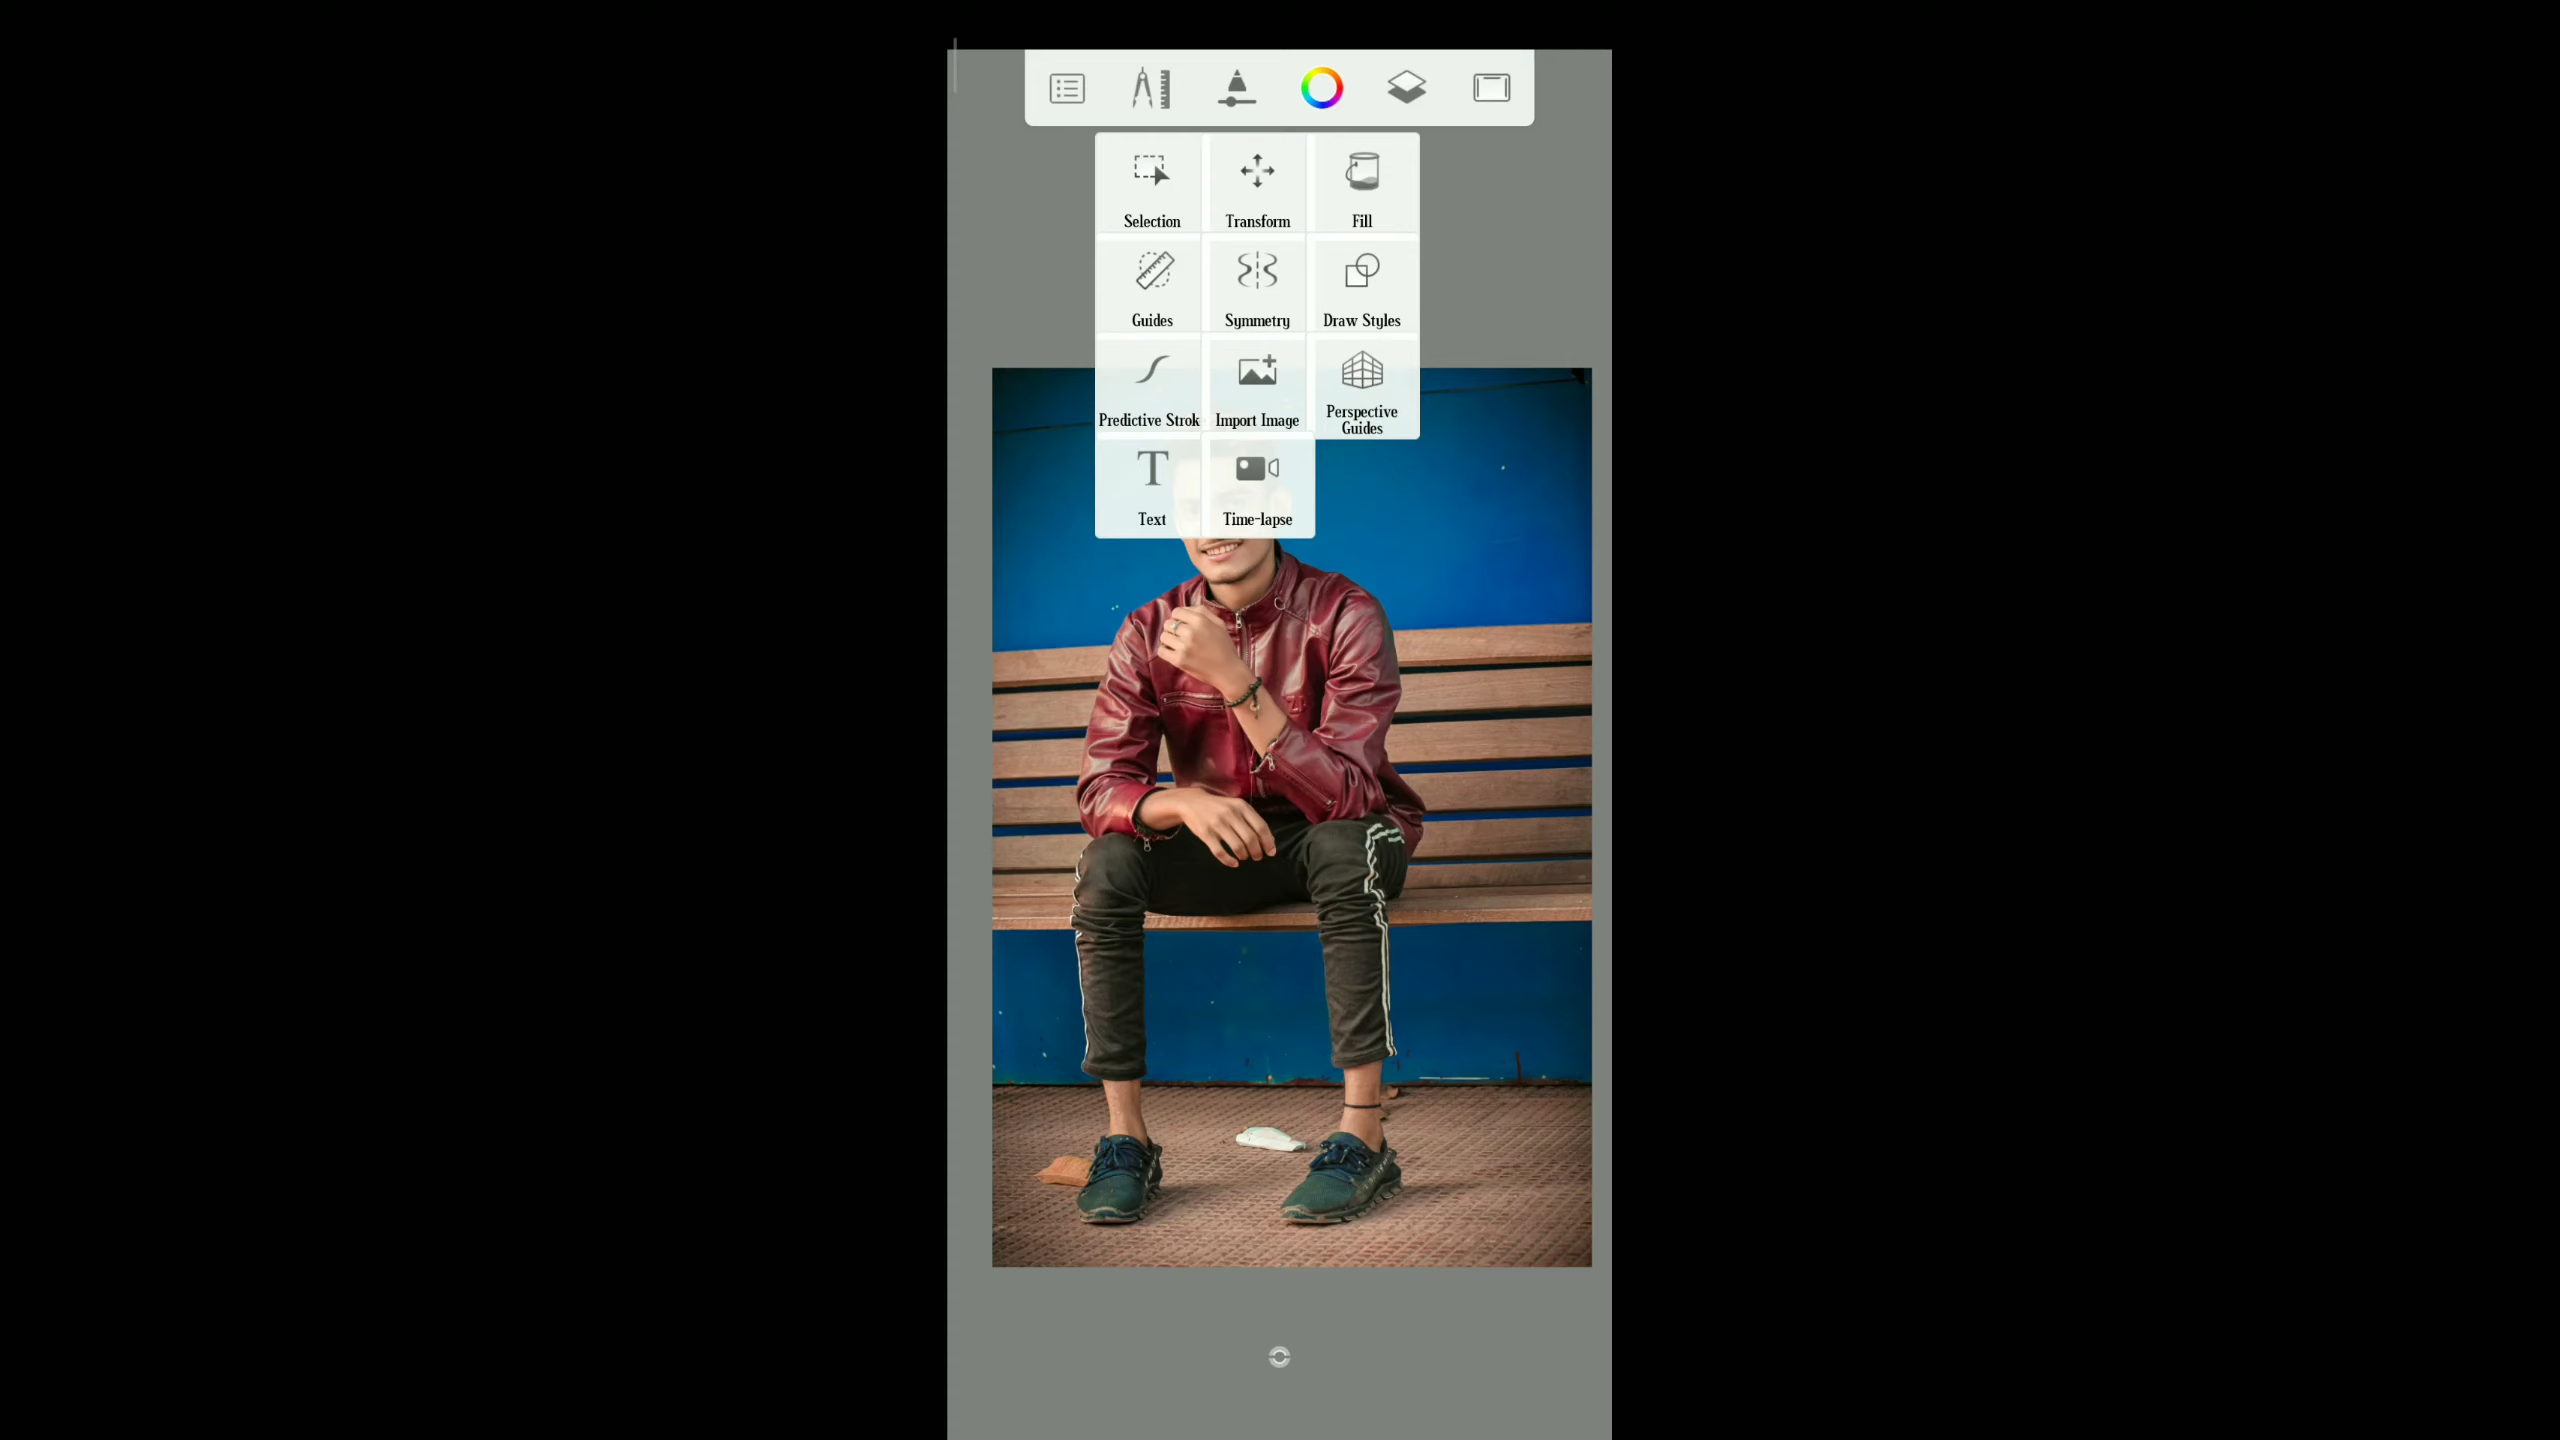 Selection Transform Fill
Guides Symmetry Draw Styles
Predictive Strok Import Image Perspective Guides
Text Time-lapse